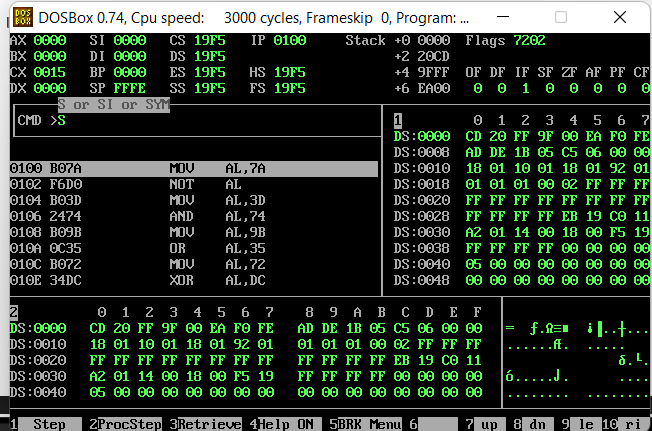 DOSBox 0.74, Cpu speed: 3000 cycles, Frameskip 0, Program: ...
AX 0000 SI 0000 CS 19F5 IP 0100 Stack +0 0000 Flags 7202
BX 0000 DI 0000 DS 19F5 +2 20CD
CX 0015 BP 0000 ES 19F5 HS 19F5 +4 9FFF OF DF IF SF ZF AF PF CF
DX 0000 SP FFFE SS 19F5 FS 19F5 +6 EA00 0 0 1 0 0 0 0 0
S or SI or SYM
CMD >S
1 0 1 2 3 4 5 6 7
DS:0000 CD 20 FF 9F 00 EA F0 FE
DS:0008 AD DE 1B 05 C5 06 00 00
DS:0010 18 01 10 01 18 01 92 01
DS:0018 01 01 01 00 02 FF FF FF
DS:0020 FF FF FF FF FF FF FF FF
DS:0028 FF FF FF FF EB 19 C0 11
DS:0030 A2 01 14 00 18 00 F5 19
DS:0038 FF FF FF FF 00 00 00 00
DS:0040 05 00 00 00 00 00 00 00
DS:0048 00 00 00 00 00 00 00 00
0100 B07A MOV AL,7A
0102 F6D0 NOT AL
0104 B03D MOV AL,3D
0106 2474 AND AL,74
0108 B09B MOV AL,9B
010A 0C35 OR AL,35
010C B072 MOV AL,72
010E 34DC XOR AL,DC
2 0 1 2 3 4 5 6 7 8 9 A B C D E F
DS:0000 CD 20 FF 9F 00 EA F0 FE AD DE 1B 05 C5 06 00 00
DS:0010 18 01 10 01 18 01 92 01 01 01 01 00 02 FF FF FF
DS:0020 FF FF FF FF FF FF FF FF FF FF FF FF EB 19 C0 11
DS:0030 A2 01 14 00 18 00 F5 19 FF FF FF FF 00 00 00 00
DS:0040 05 00 00 00 00 00 00 00 00 00 00 00 00 00 00 00
1 Step 2ProcStep 3Retrieve 4Help ON 5BRK Menu 6 7 up 8 dn 9 le 10 ri